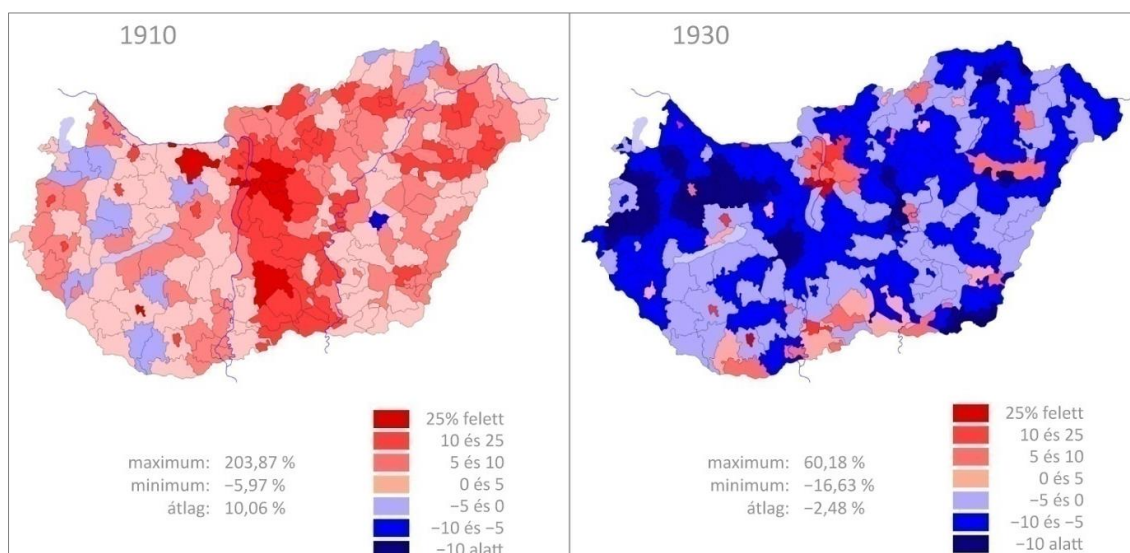 1910
25% felett
10 és 25
5 és 10
0 és 5
−5 és 0
−10 és −5
−10 alatt
maximum: 203,87 %
minimum: −5,97 %
átlag: 10,06 %
1930
25% felett
10 és 25
5 és 10
0 és 5
−5 és 0
−10 és −5
−10 alatt
maximum: 60,18 %
minimum: −16,63 %
átlag: −2,48 %